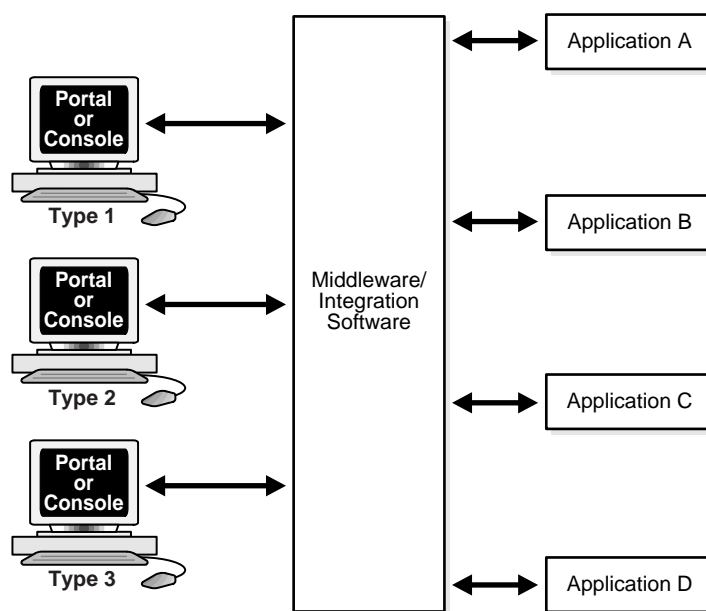 Application A
Portal
or
Console
Type 1
Application B
Middleware/
Integration
Software
Portal
or
Console
Type 2
Application C
Portal
or
Console
Type 3
Application D